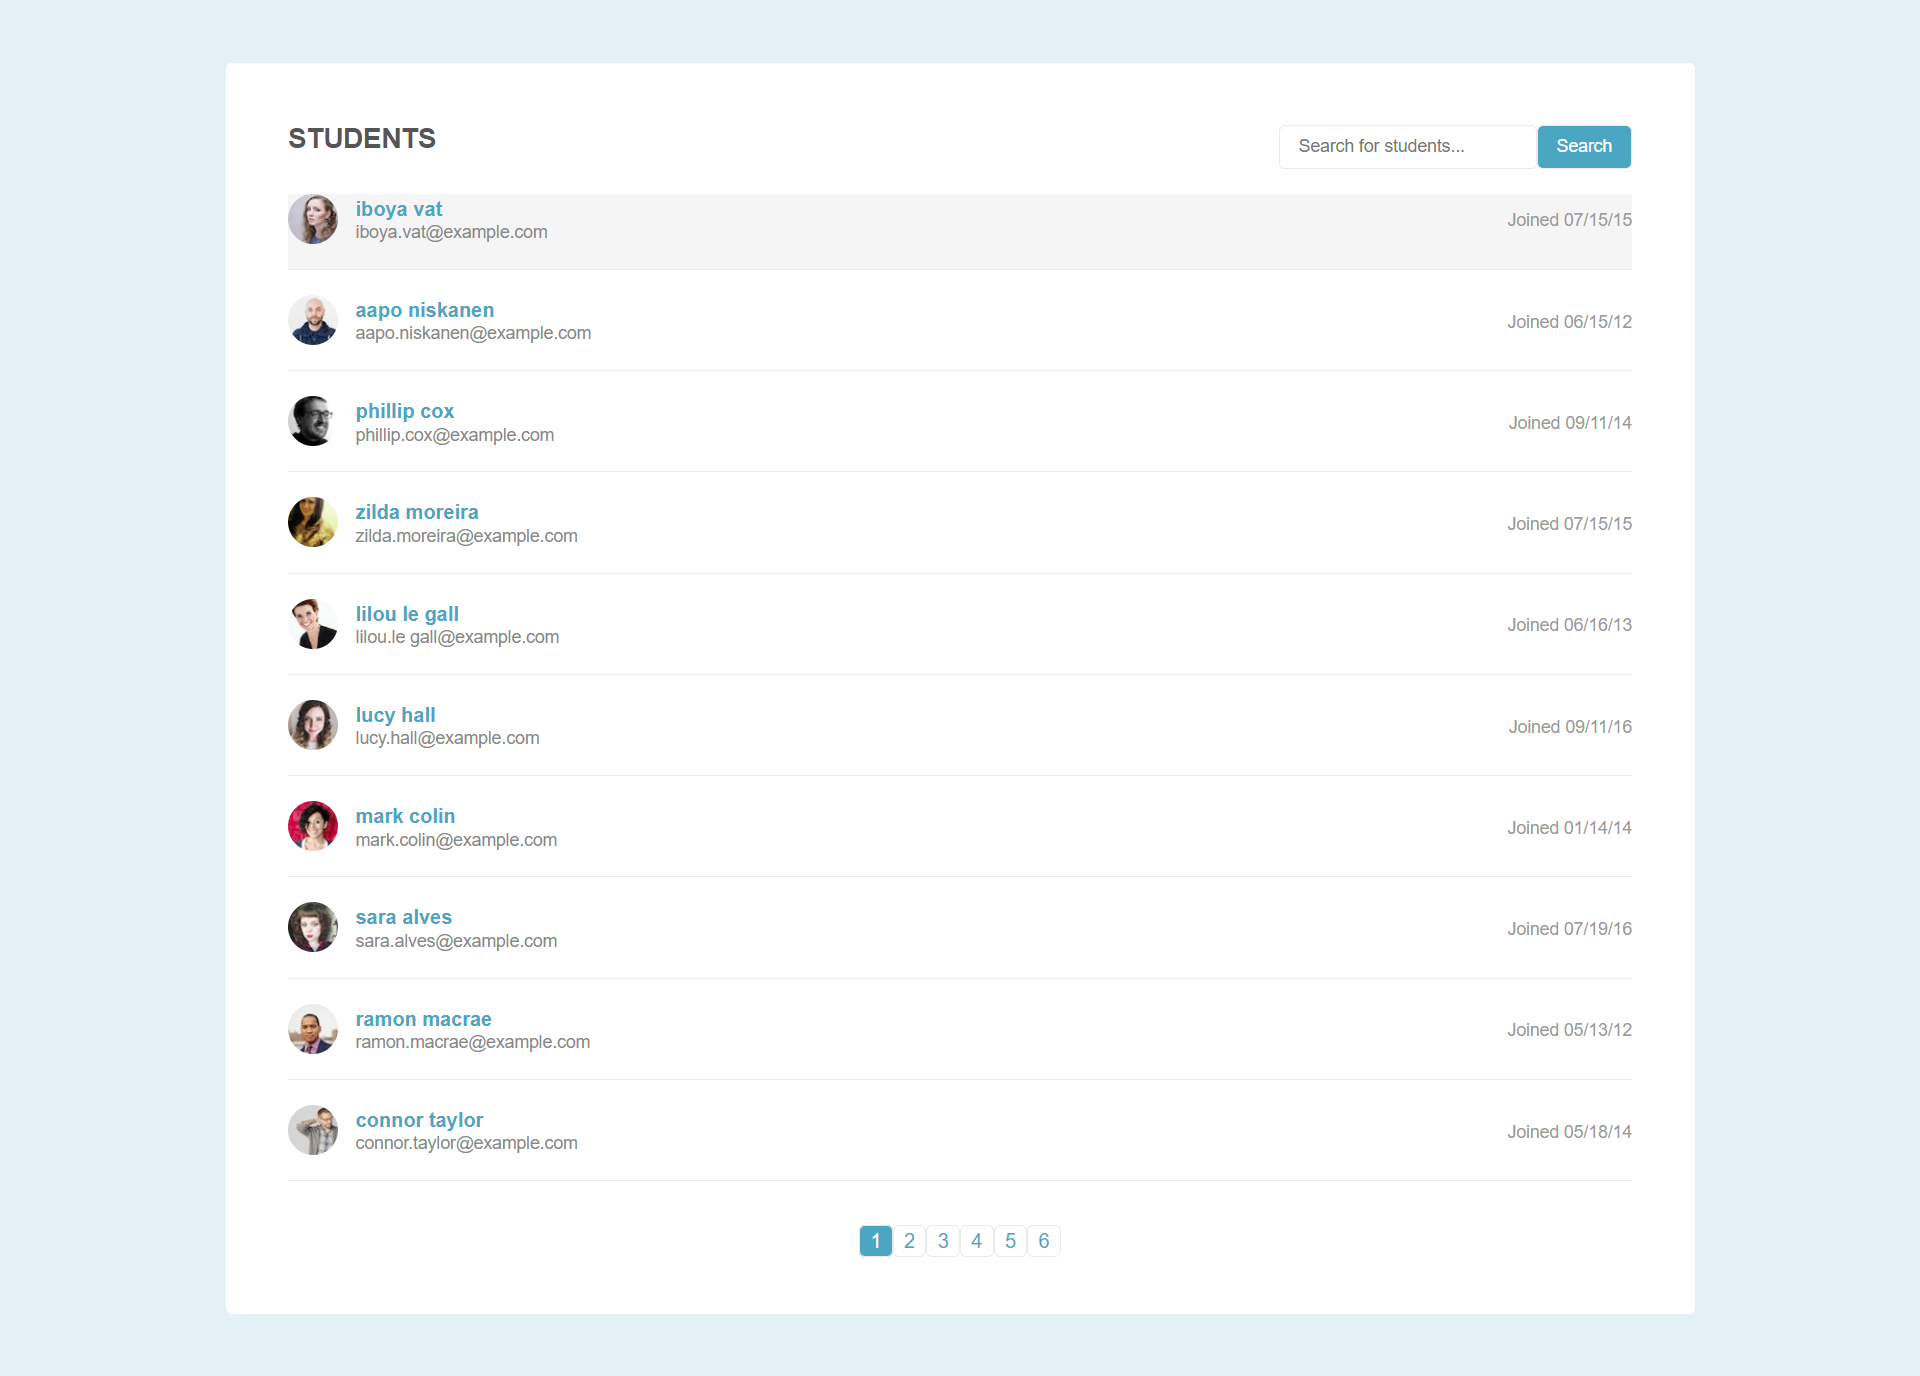 STUDENTS
Search for students...
Search
iboya vat
iboya.vat@example.com
Joined 07/15/15
aapo niskanen
aapo.niskanen@example.com
Joined 06/15/12
phillip cox
phillip.cox@example.com
Joined 09/11/14
zilda moreira
zilda.moreira@example.com
Joined 07/15/15
lilou le gall
lilou.le gall@example.com
Joined 06/16/13
lucy hall
lucy.hall@example.com
Joined 09/11/16
mark colin
mark.colin@example.com
Joined 01/14/14
sara alves
sara.alves@example.com
Joined 07/19/16
ramon macrae
ramon.macrae@example.com
Joined 05/13/12
connor taylor
connor.taylor@example.com
Joined 05/18/14
1 2 3 4 5 6